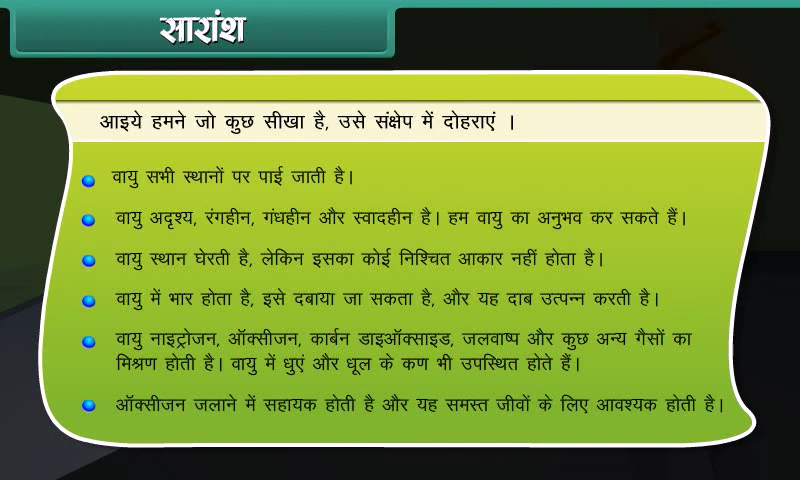 सारांश
आइये हमने जो कुछ सीखा है, उसे संक्षेप में दोहराएं ।
वायु सभी स्थानों पर पाई जाती है।
वायु अदृश्य, रंगहीन, गंधहीन और स्वादहीन है। हम वायु का अनुभव कर सकते हैं।
वायु स्थान घेरती है, लेकिन इसका कोई निश्चित आकार नहीं होता है।
वायु में भार होता है, इसे दबाया जा सकता है, और यह दाब उत्पन्न करती है।
वायु नाइट्रोजन, ऑक्सीजन, कार्बन डाइऑक्साइड, जलवाष्प और कुछ अन्य गैसों का
मिश्रण होती है। वायु में धुएं और धूल के कण भी उपस्थित होते हैं।
ऑक्सीजन जलाने में सहायक होती है और यह समस्त जीवों के लिए आवश्यक होती है।